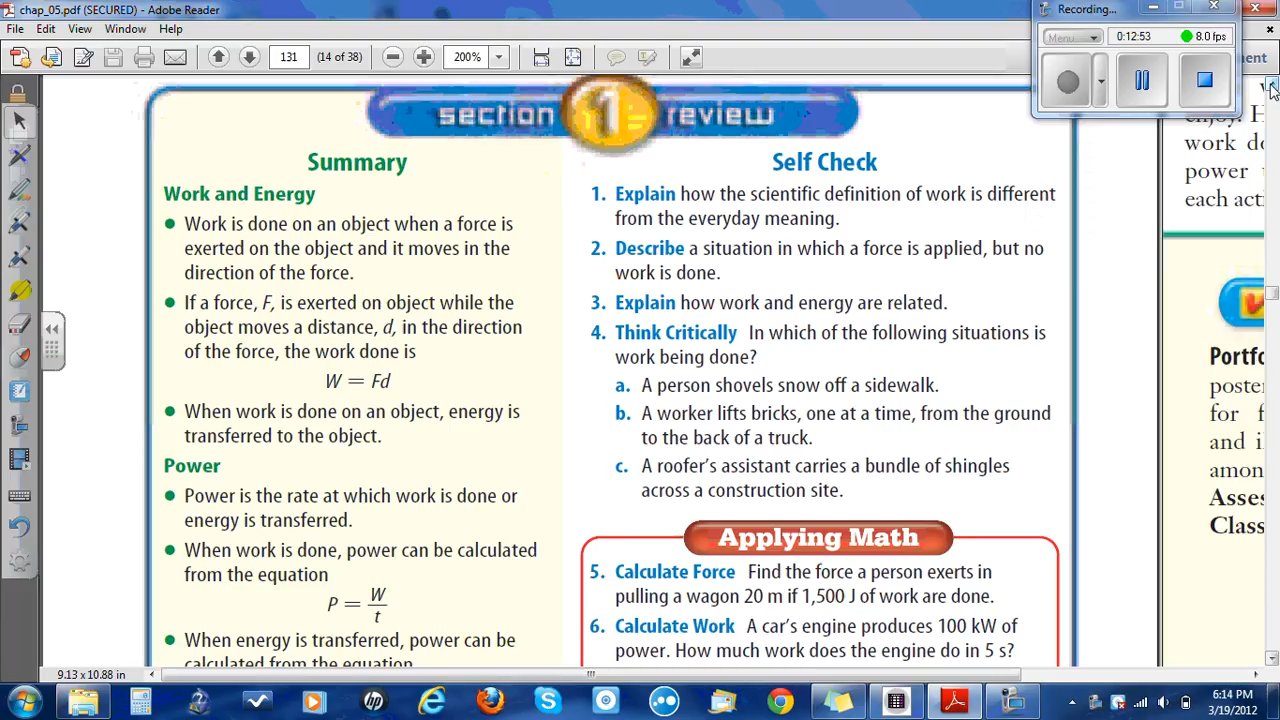 chap_05.pdf (SECURED) - Adobe Reader
Recording...
File Edit View Window Help
Menu
0:12:53
8.0 fps
131
(14 of 38)
200%
section 1 review
Summary
Work and Energy
• Work is done on an object when a force is
exerted on the object and it moves in the
direction of the force.
• If a force, F, is exerted on object while the
object moves a distance, d, in the direction
of the force, the work done is
W = Fd
• When work is done on an object, energy is
transferred to the object.
Power
• Power is the rate at which work is done or
energy is transferred.
• When work is done, power can be calculated
from the equation
P = W/t
• When energy is transferred, power can be
calculated from the equation
Self Check
1. Explain how the scientific definition of work is different
from the everyday meaning.
2. Describe a situation in which a force is applied, but no
work is done.
3. Explain how work and energy are related.
4. Think Critically In which of the following situations is
work being done?
a. A person shovels snow off a sidewalk.
b. A worker lifts bricks, one at a time, from the ground
to the back of a truck.
c. A roofer's assistant carries a bundle of shingles
across a construction site.
Applying Math
5. Calculate Force Find the force a person exerts in
pulling a wagon 20 m if 1,500 J of work are done.
6. Calculate Work A car's engine produces 100 kW of
power. How much work does the engine do in 5 s?
work do
power
each acti
Portfo
poster
for f
and i
amon
Asses
Class
9.13 x 10.88 in
6:14 PM
3/19/2012